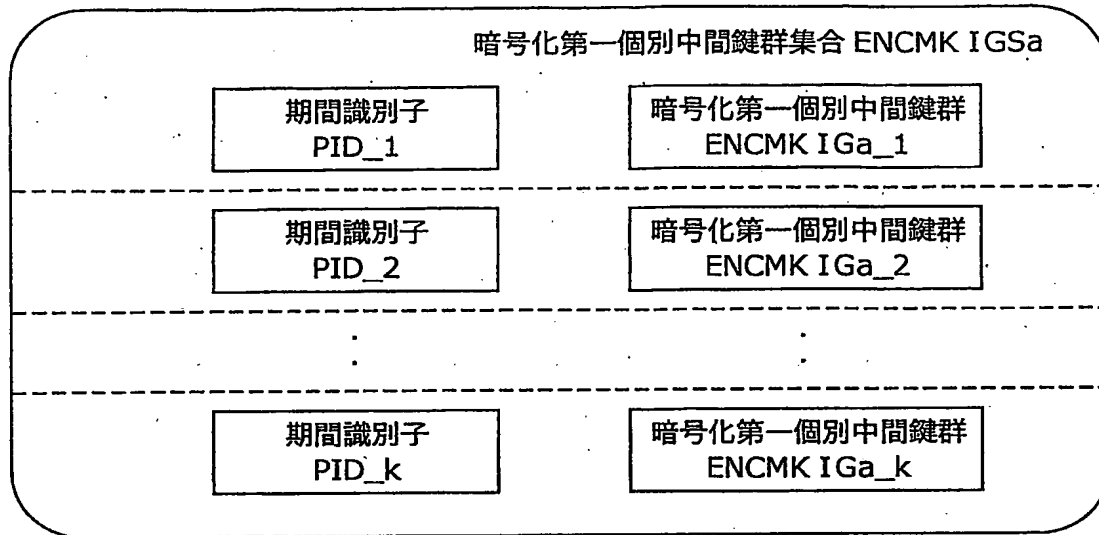 暗号化第一個別中間鍵群集合 ENCMK IGSa
期間識別子
PID_1
暗号化第一個別中間鍵群
ENCMK IGa_1
期間識別子
PID_2
暗号化第一個別中間鍵群
ENCMK IGa_2
期間識別子
PID_k
暗号化第一個別中間鍵群
ENCMK IGa_k